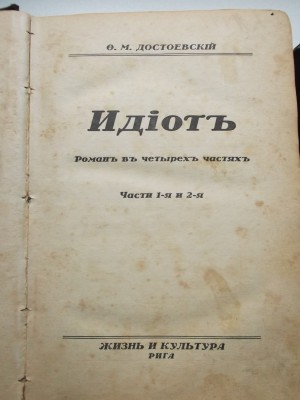 Ѳ. М. ДОСТОЕВСКІЙ
Идіотъ
Романъ въ четырехъ частяхъ
Части 1-я и 2-я
ЖИЗНЬ И КУЛЬТУРА
РИГА